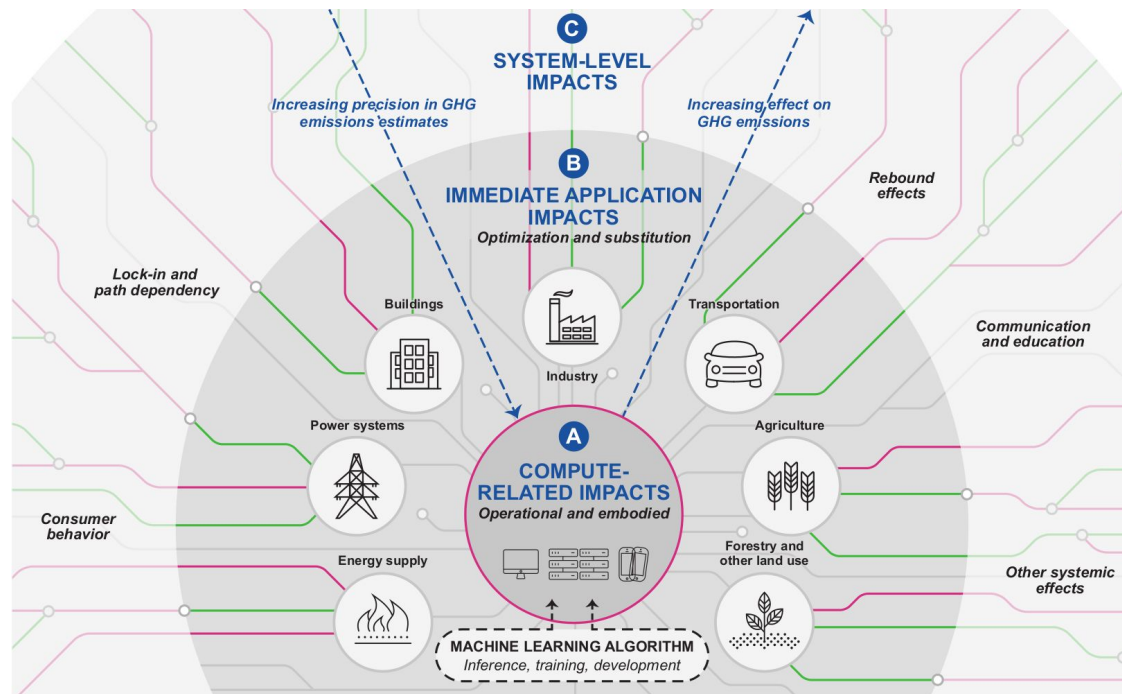 C
SYSTEM-LEVEL
IMPACTS
Increasing precision in GHG
emissions estimates
Increasing effect on
GHG emissions
B
IMMEDIATE APPLICATION
IMPACTS
Optimization and substitution
Rebound
effects
Lock-in and
path dependency
Buildings
Transportation
Communication
and education
Industry
Power systems
A
Agriculture
COMPUTE-
RELATED IMPACTS
Operational and embodied
Consumer
behavior
Energy supply
Forestry and
other land use
Other systemic
effects
MACHINE LEARNING ALGORITHM
Inference, training, development